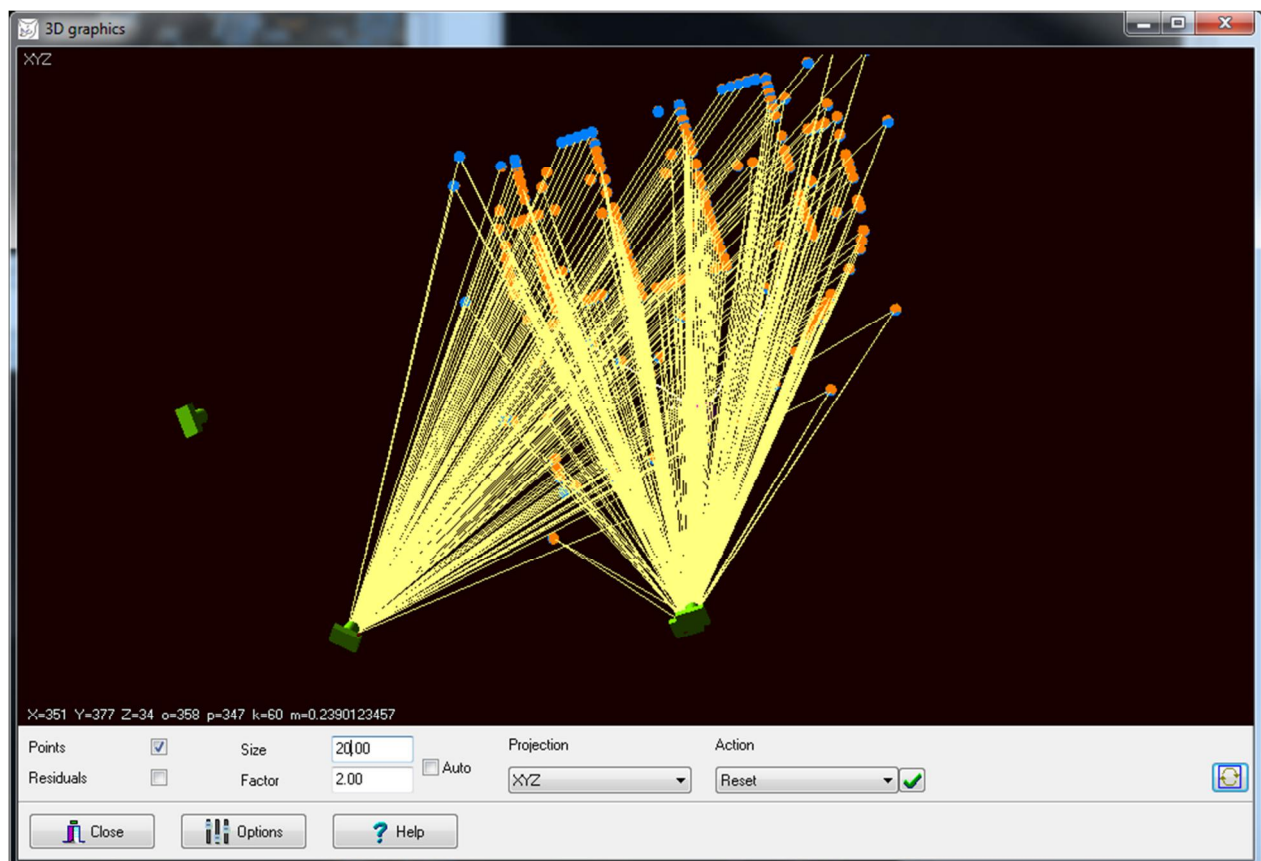 3D graphics
XYZ
X=351 Y=377 Z=34 o=358 p=347 k=60 m=0.2390123457
Points Size 20.00 Projection Action
Auto
Residuals Factor 2.00 XYZ Reset
Close Options Help